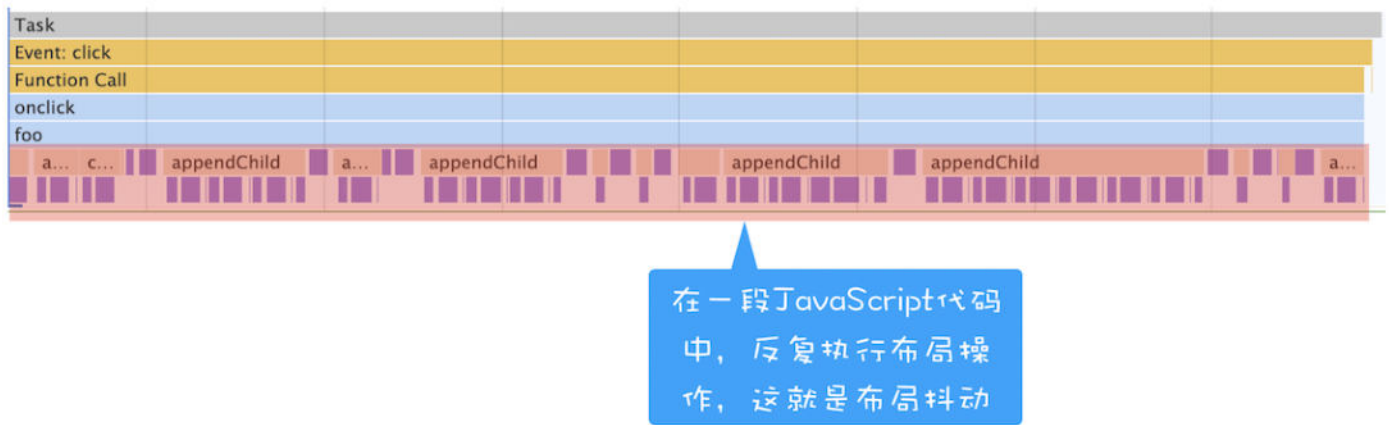 Task
Event: click
Function Call
onclick
foo
a... c... appendChild a... appendChild appendChild appendChild a...
在一段JavaScript代码
中，反复执行布局操
作，这就是布局抖动